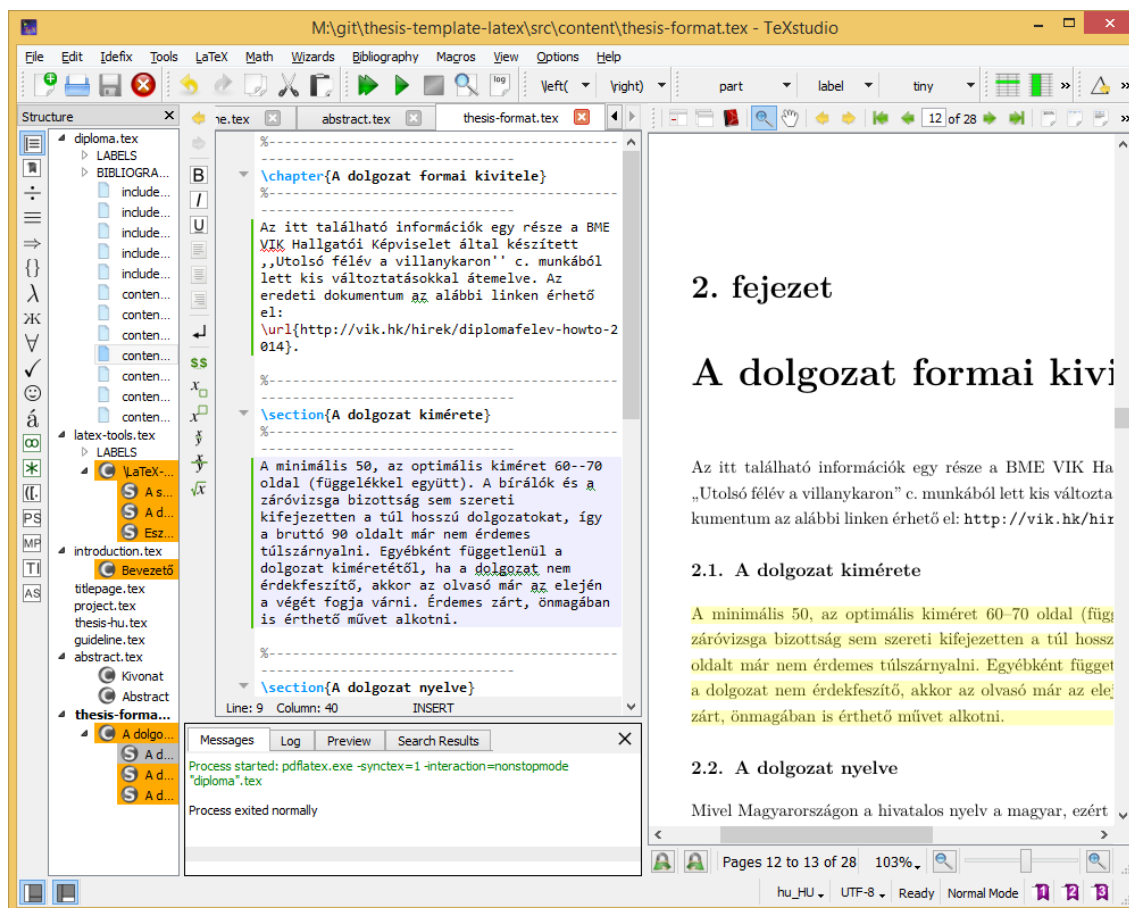 M:\git\thesis-template-latex\src\content\thesis-format.tex - TeXstudio
File Edit Idefix Tools LaTeX Math Wizards Bibliography Magros View Options Help
log \left( \right) part label tiny
Structure
diploma.tex
LABELS
BIBLIOGRA...
include...
include...
include...
include...
include...
conten...
conten...
conten...
conten...
conten...
conten...
conten...
latex-tools.tex
LABELS
\LaTeX-...
A s...
A d...
Esz...
introduction.tex
Bevezető
titlepage.tex
project.tex
thesis-hu.tex
guideline.tex
abstract.tex
Kivonat
Abstract
thesis-forma...
A dolgo...
A d...
A d...
A d...
ne.tex abstract.tex thesis-format.tex
B
I
U
$$
PS
MP
TI
AS
%------------------------------------------------
--------------------------------
\chapter{A dolgozat formai kivitele}
%------------------------------------------------
--------------------------------
Az itt található információk egy része a BME
VIK Hallgatói Képviselet által készített
,,Utolsó félév a villanykaron'' c. munkából
lett kis változtatásokkal átemelve. Az
eredeti dokumentum az alábbi linken érhető
el:
\url{http://vik.hk/hirek/diplomafelev-howto-2
014}.
%------------------------------------------------
--------------------------------
\section{A dolgozat kimérete}
%------------------------------------------------
--------------------------------
A minimális 50, az optimális kiméret 60--70
oldal (függelékkel együtt). A bírálók és a
záróvizsga bizottság sem szereti
kifejezetten a túl hosszú dolgozatokat, így
a bruttó 90 oldalt már nem érdemes
túlszárnyalni. Egyébként függetlenül a
dolgozat kiméretétől, ha a dolgozat nem
érdekfeszítő, akkor az olvasó már az elején
a végét fogja várni. Érdemes zárt, önmagában
is érthető művet alkotni.
%------------------------------------------------
--------------------------------
\section{A dolgozat nyelve}
Line: 9 Column: 40 INSERT
Messages Log Preview Search Results
Process started: pdflatex.exe -synctex=1 -interaction=nonstopmode
"diploma".tex
Process exited normally
12 of 28
2. fejezet
A dolgozat formai kivi
Az itt található információk egy része a BME VIK Ha
„Utolsó félév a villanykaron” c. munkából lett kis változta
kumentum az alábbi linken érhető el: http://vik.hk/hir
2.1. A dolgozat kimérete
A minimális 50, az optimális kiméret 60–70 oldal (függ
záróvizsga bizottság sem szereti kifejezetten a túl hossz
oldalt már nem érdemes túlszárnyalni. Egyébként függet
a dolgozat nem érdekfeszítő, akkor az olvasó már az elej
zárt, önmagában is érthető művet alkotni.
2.2. A dolgozat nyelve
Mivel Magyarországon a hivatalos nyelv a magyar, ezért
Pages 12 to 13 of 28 103%
hu_HU UTF-8 Ready Normal Mode 1 2 3